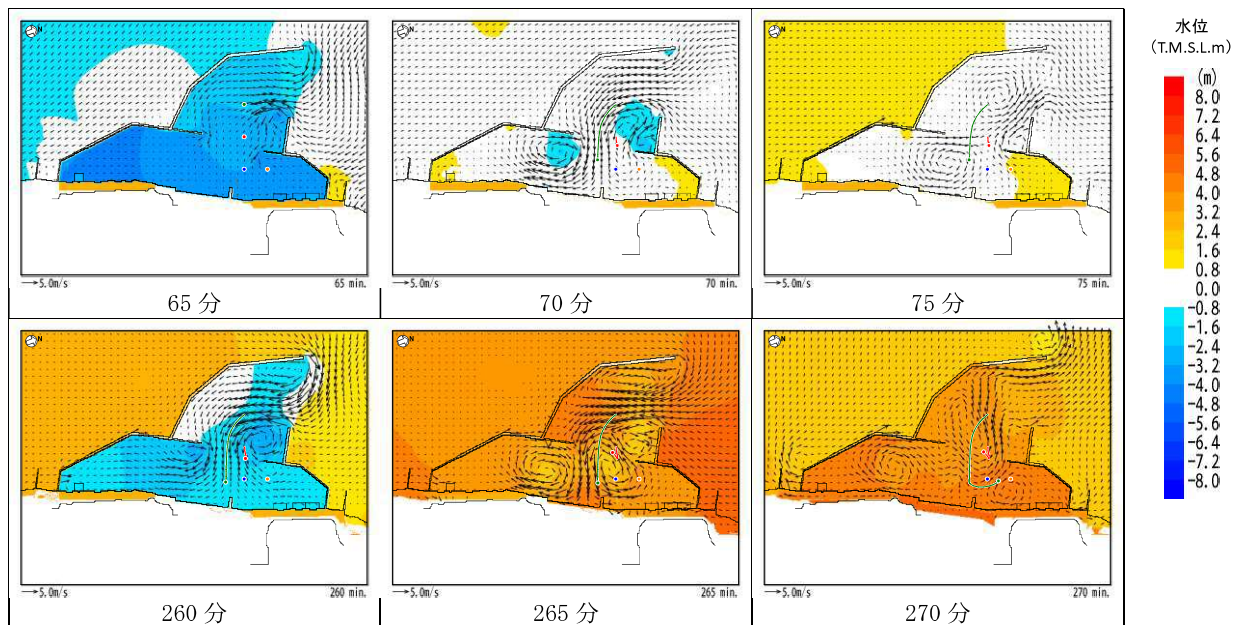 水位
(T.M.S.L.m)
(m)
8.0
7.2
6.4
5.6
4.8
4.0
3.2
2.4
1.6
0.8
0.0
-0.8
-1.6
-2.4
-3.2
-4.0
-4.8
-5.6
-6.4
-7.2
-8.0
N
5.0m/s
65 min.
65 分
N
5.0m/s
70 min.
70 分
N
5.0m/s
75 min.
75 分
N
5.0m/s
260 min.
260 分
N
5.0m/s
265 min.
265 分
N
5.0m/s
270 min.
270 分